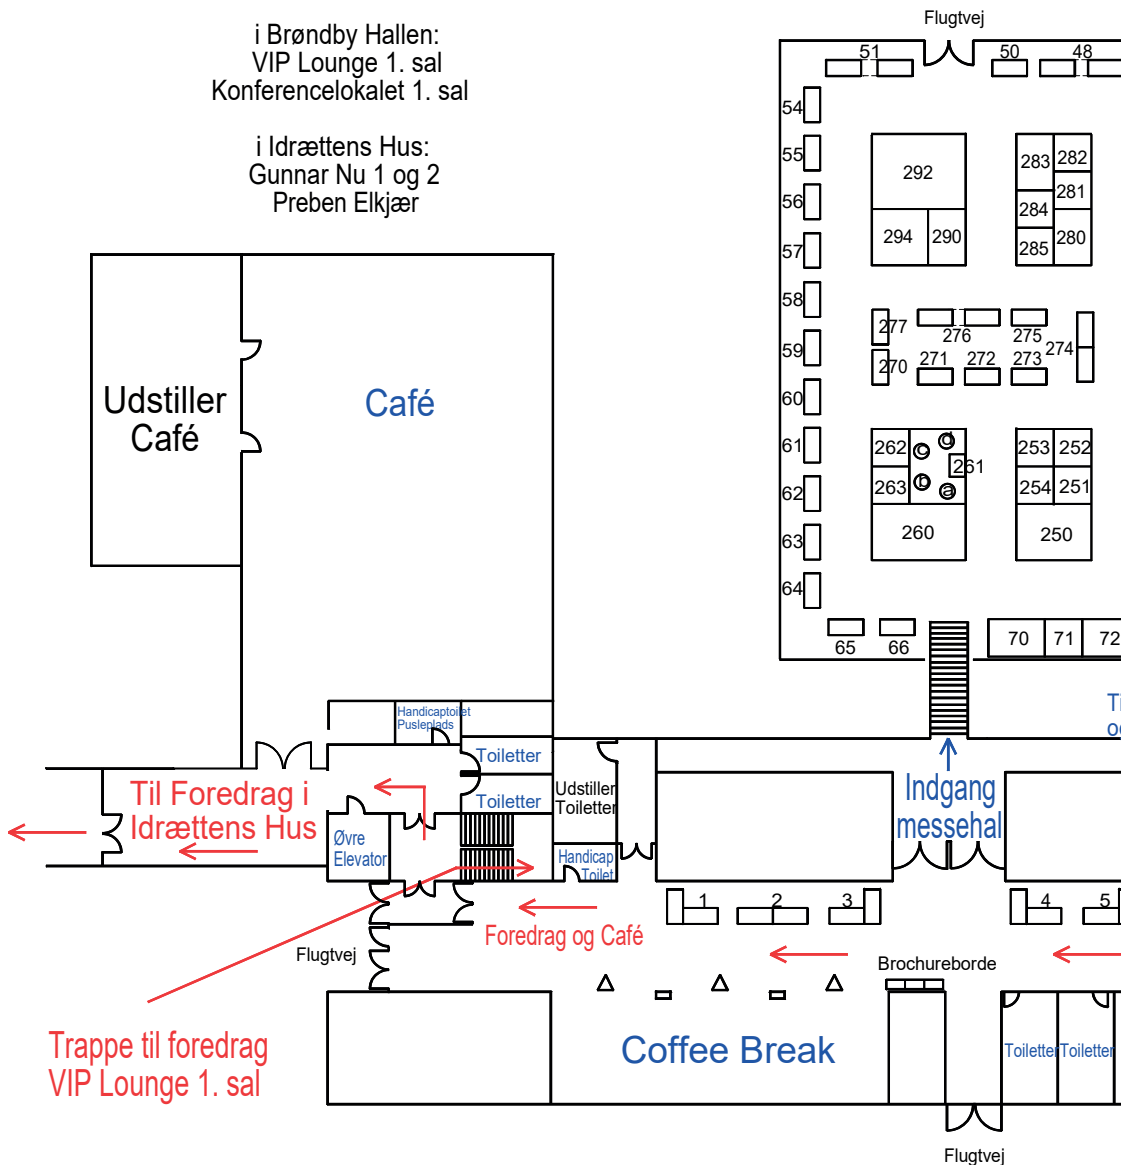 i Brøndby Hallen:
VIP Lounge 1. sal
Konferencelokalet 1. sal
i Idrættens Hus:
Gunnar Nu 1 og 2
Preben Elkjær
Flugtvej
51
50
48
54
55
56
57
58
59
60
61
62
63
64
65
66
292
294
290
283
282
281
284
285
280
277
276
275
274
270
271
272
273
262
263
c
d
b
a
261
260
253
252
254
251
250
70
71
72
Udstiller
Café
Café
Handicaptoilet
Pusleplads
Toiletter
Toiletter
Udstiller
Toiletter
Handicap
Toilet
Øvre
Elevator
Til Foredrag i
Idrættens Hus
Indgang
messehal
Ti
1
2
3
4
5
Foredrag og Café
Flugtvej
Brochureborde
Trappe til foredrag
VIP Lounge 1. sal
Coffee Break
Toiletter
Toiletter
Flugtvej